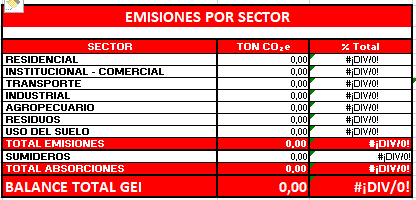 EMISIONES POR SECTOR
SECTOR TON CO₂e % Total
RESIDENCIAL 0,00 #¡DIV/0!
INSTITUCIONAL - COMERCIAL 0,00 #¡DIV/0!
TRANSPORTE 0,00 #¡DIV/0!
INDUSTRIAL 0,00 #¡DIV/0!
AGROPECUARIO 0,00 #¡DIV/0!
RESIDUOS 0,00 #¡DIV/0!
USO DEL SUELO 0,00 #¡DIV/0!
TOTAL EMISIONES 0,00 #¡DIV/0!
SUMIDEROS 0,00 #¡DIV/0!
TOTAL ABSORCIONES 0,00 #¡DIV/0!
BALANCE TOTAL GEI 0,00 #¡DIV/0!